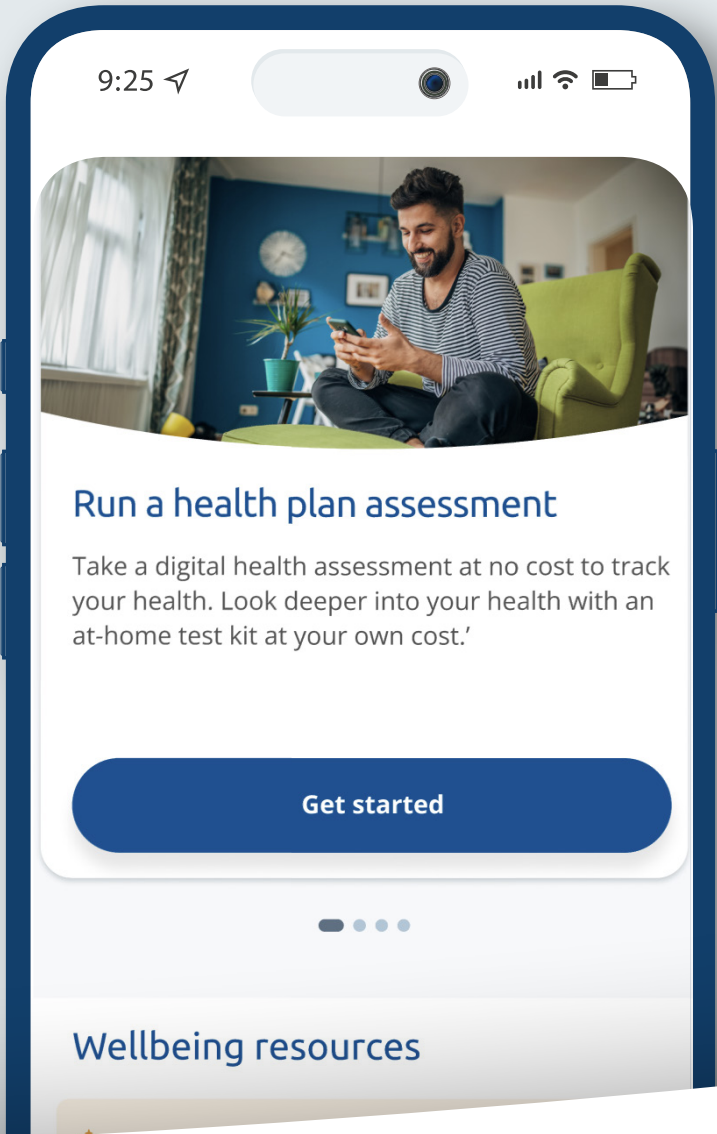 9:25
Run a health plan assessment
Take a digital health assessment at no cost to track
your health. Look deeper into your health with an
at-home test kit at your own cost.’
Get started
Wellbeing resources